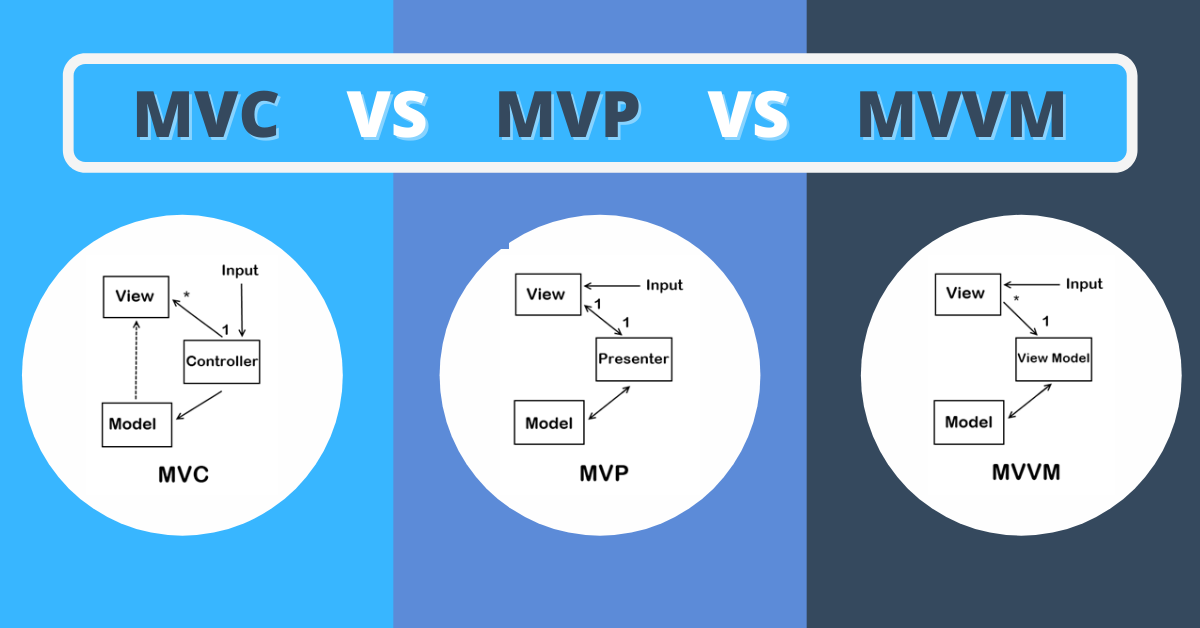 MVC VS MVP VS MVVM
Input
View
*
1
Controller
Model
MVC
View
Input
1
1
Presenter
Model
MVP
View
Input
*
1
View Model
Model
MVVM